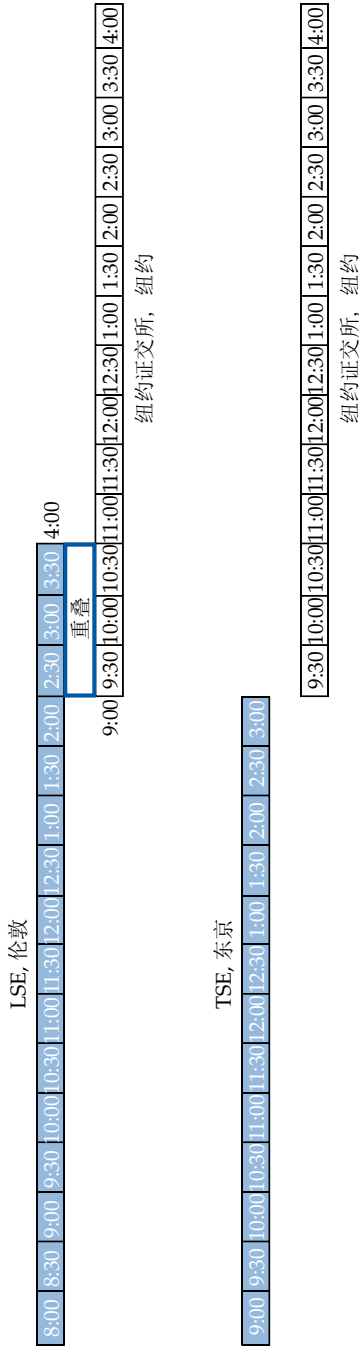 LSE, 伦敦
8:00 8:30 9:00 9:30 10:00 10:30 11:00 11:30 12:00 12:30 1:00 1:30 2:00 2:30 3:00 3:30 4:00
重叠
9:00 9:30 10:00 10:30 11:00 11:30 12:00 12:30 1:00 1:30 2:00 2:30 3:00 3:30 4:00
纽约证交所, 纽约
TSE, 东京
9:00 9:30 10:00 10:30 11:00 11:30 12:00 12:30 1:00 1:30 2:00 2:30 3:00
9:30 10:00 10:30 11:00 11:30 12:00 12:30 1:00 1:30 2:00 2:30 3:00 3:30 4:00
纽约证交所, 纽约